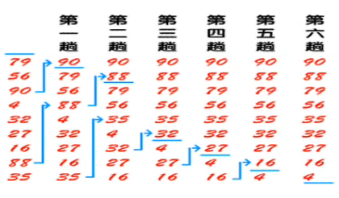 第一趟 第二趟 第三趟 第四趟 第五趟 第六趟
79 90 90 90 90 90 90
56 79 88 88 88 88 88
90 56 79 79 79 79 79
4 88 56 56 56 56 56
32 4 35 35 35 35 35
27 32 4 32 32 32 32
16 27 32 4 27 27 27
88 16 27 27 4 16 16
35 35 16 16 16 4 4